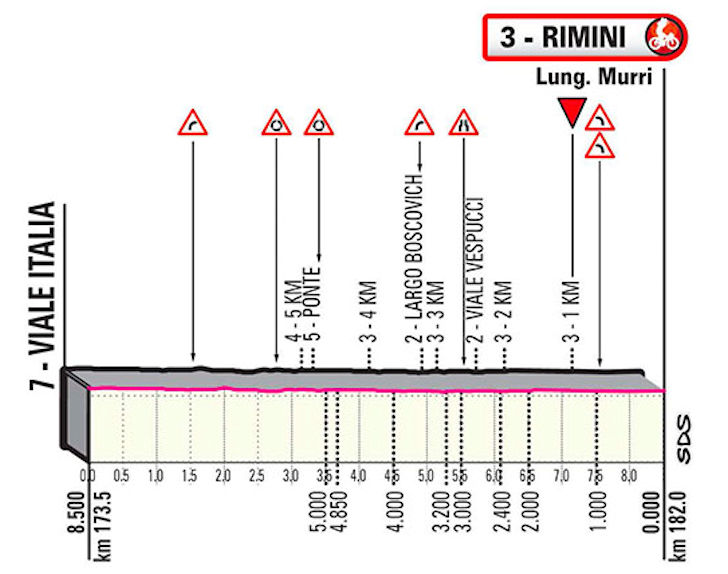 3 - RIMINI
Lung. Murri
7 - VIALE ITALIA
4 - 5 KM
5 - PONTE
3 - 4 KM
2 - LARGO BOSCOVICH
3 - 3 KM
2 - VIALE VESPUCCI
3 - 2 KM
3 - 1 KM
SDS
0.0 0.5 1.0 1.5 2.0 2.5 3.0 3.5 4.0 4.5 5.0 5.5 6.0 6.5 7.0 7.5 8.0
8.500
km 173.5
5.000
4.850
4.000
3.200
3.000
2.400
2.000
1.000
0.000
km 182.0